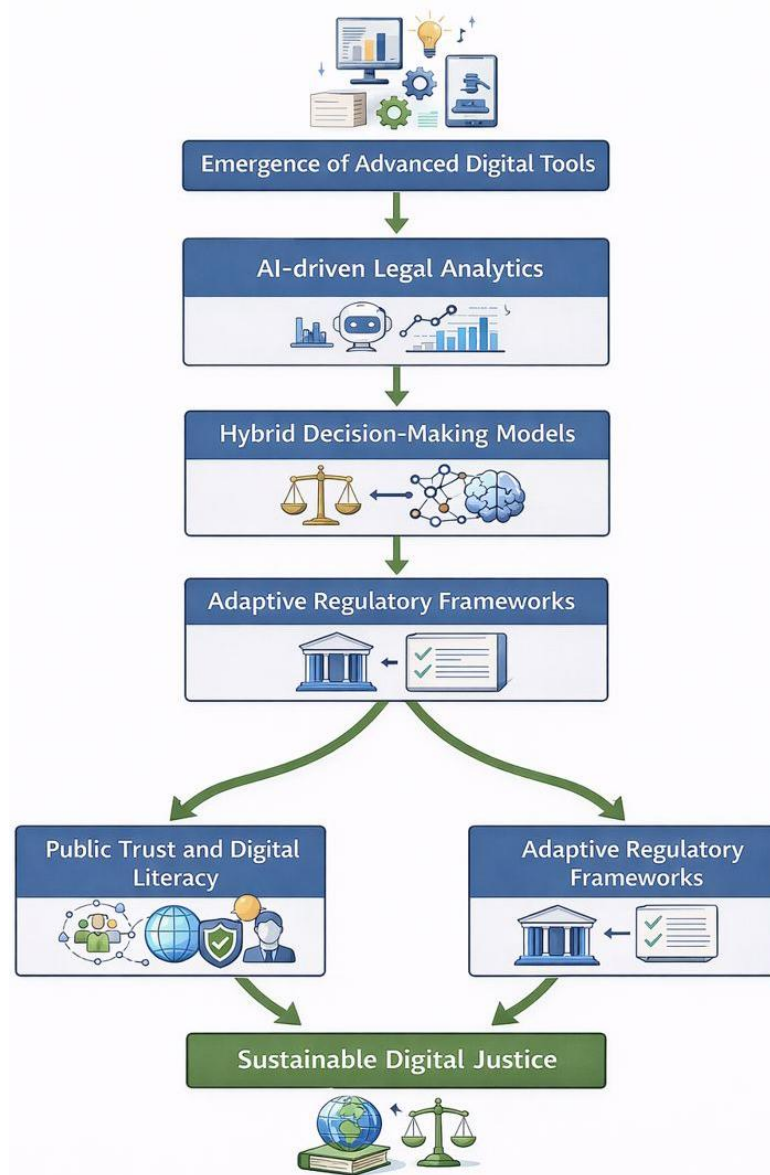 Emergence of Advanced Digital Tools
AI-driven Legal Analytics
Hybrid Decision-Making Models
Adaptive Regulatory Frameworks
Public Trust and Digital
Literacy
Adaptive Regulatory
Frameworks
Sustainable Digital Justice